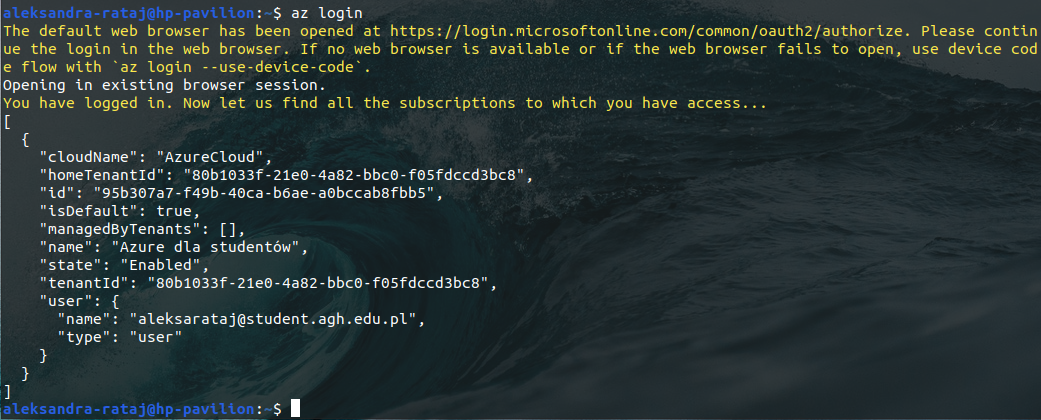 aleksandra-rataj@hp-pavilion:~$ az login
The default web browser has been opened at https://login.microsoftonline.com/common/oauth2/authorize. Please contin
ue the login in the web browser. If no web browser is available or if the web browser fails to open, use device cod
e flow with `az login --use-device-code`.
Opening in existing browser session.
You have logged in. Now let us find all the subscriptions to which you have access...
[
  {
    "cloudName": "AzureCloud",
    "homeTenantId": "80b1033f-21e0-4a82-bbc0-f05fdccd3bc8",
    "id": "95b307a7-f49b-40ca-b6ae-a0bccab8fbb5",
    "isDefault": true,
    "managedByTenants": [],
    "name": "Azure dla studentów",
    "state": "Enabled",
    "tenantId": "80b1033f-21e0-4a82-bbc0-f05fdccd3bc8",
    "user": {
      "name": "aleksarataj@student.agh.edu.pl",
      "type": "user"
    }
  }
]
aleksandra-rataj@hp-pavilion:~$